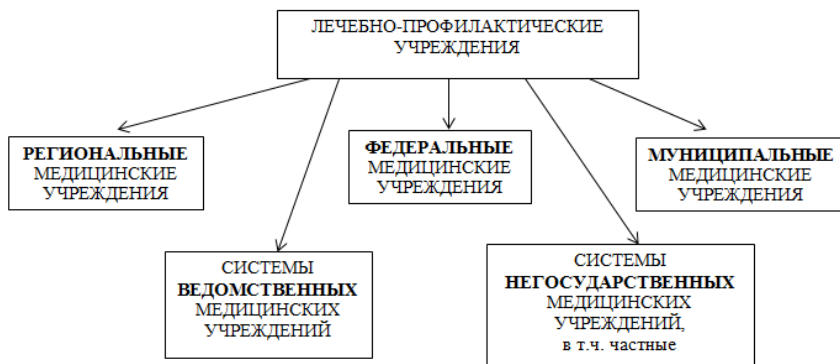 ЛЕЧЕБНО-ПРОФИЛАКТИЧЕСКИЕ
УЧРЕЖДЕНИЯ
РЕГИОНАЛЬНЫЕ
МЕДИЦИНСКИЕ
УЧРЕЖДЕНИЯ
ФЕДЕРАЛЬНЫЕ
МЕДИЦИНСКИЕ
УЧРЕЖДЕНИЯ
МУНИЦИПАЛЬНЫЕ
МЕДИЦИНСКИЕ
УЧРЕЖДЕНИЯ
СИСТЕМЫ
ВЕДОМСТВЕННЫХ
МЕДИЦИНСКИХ
УЧРЕЖДЕНИЙ
СИСТЕМЫ
НЕГОСУДАРСТВЕННЫХ
МЕДИЦИНСКИХ
УЧРЕЖДЕНИЙ,
в т.ч. частные